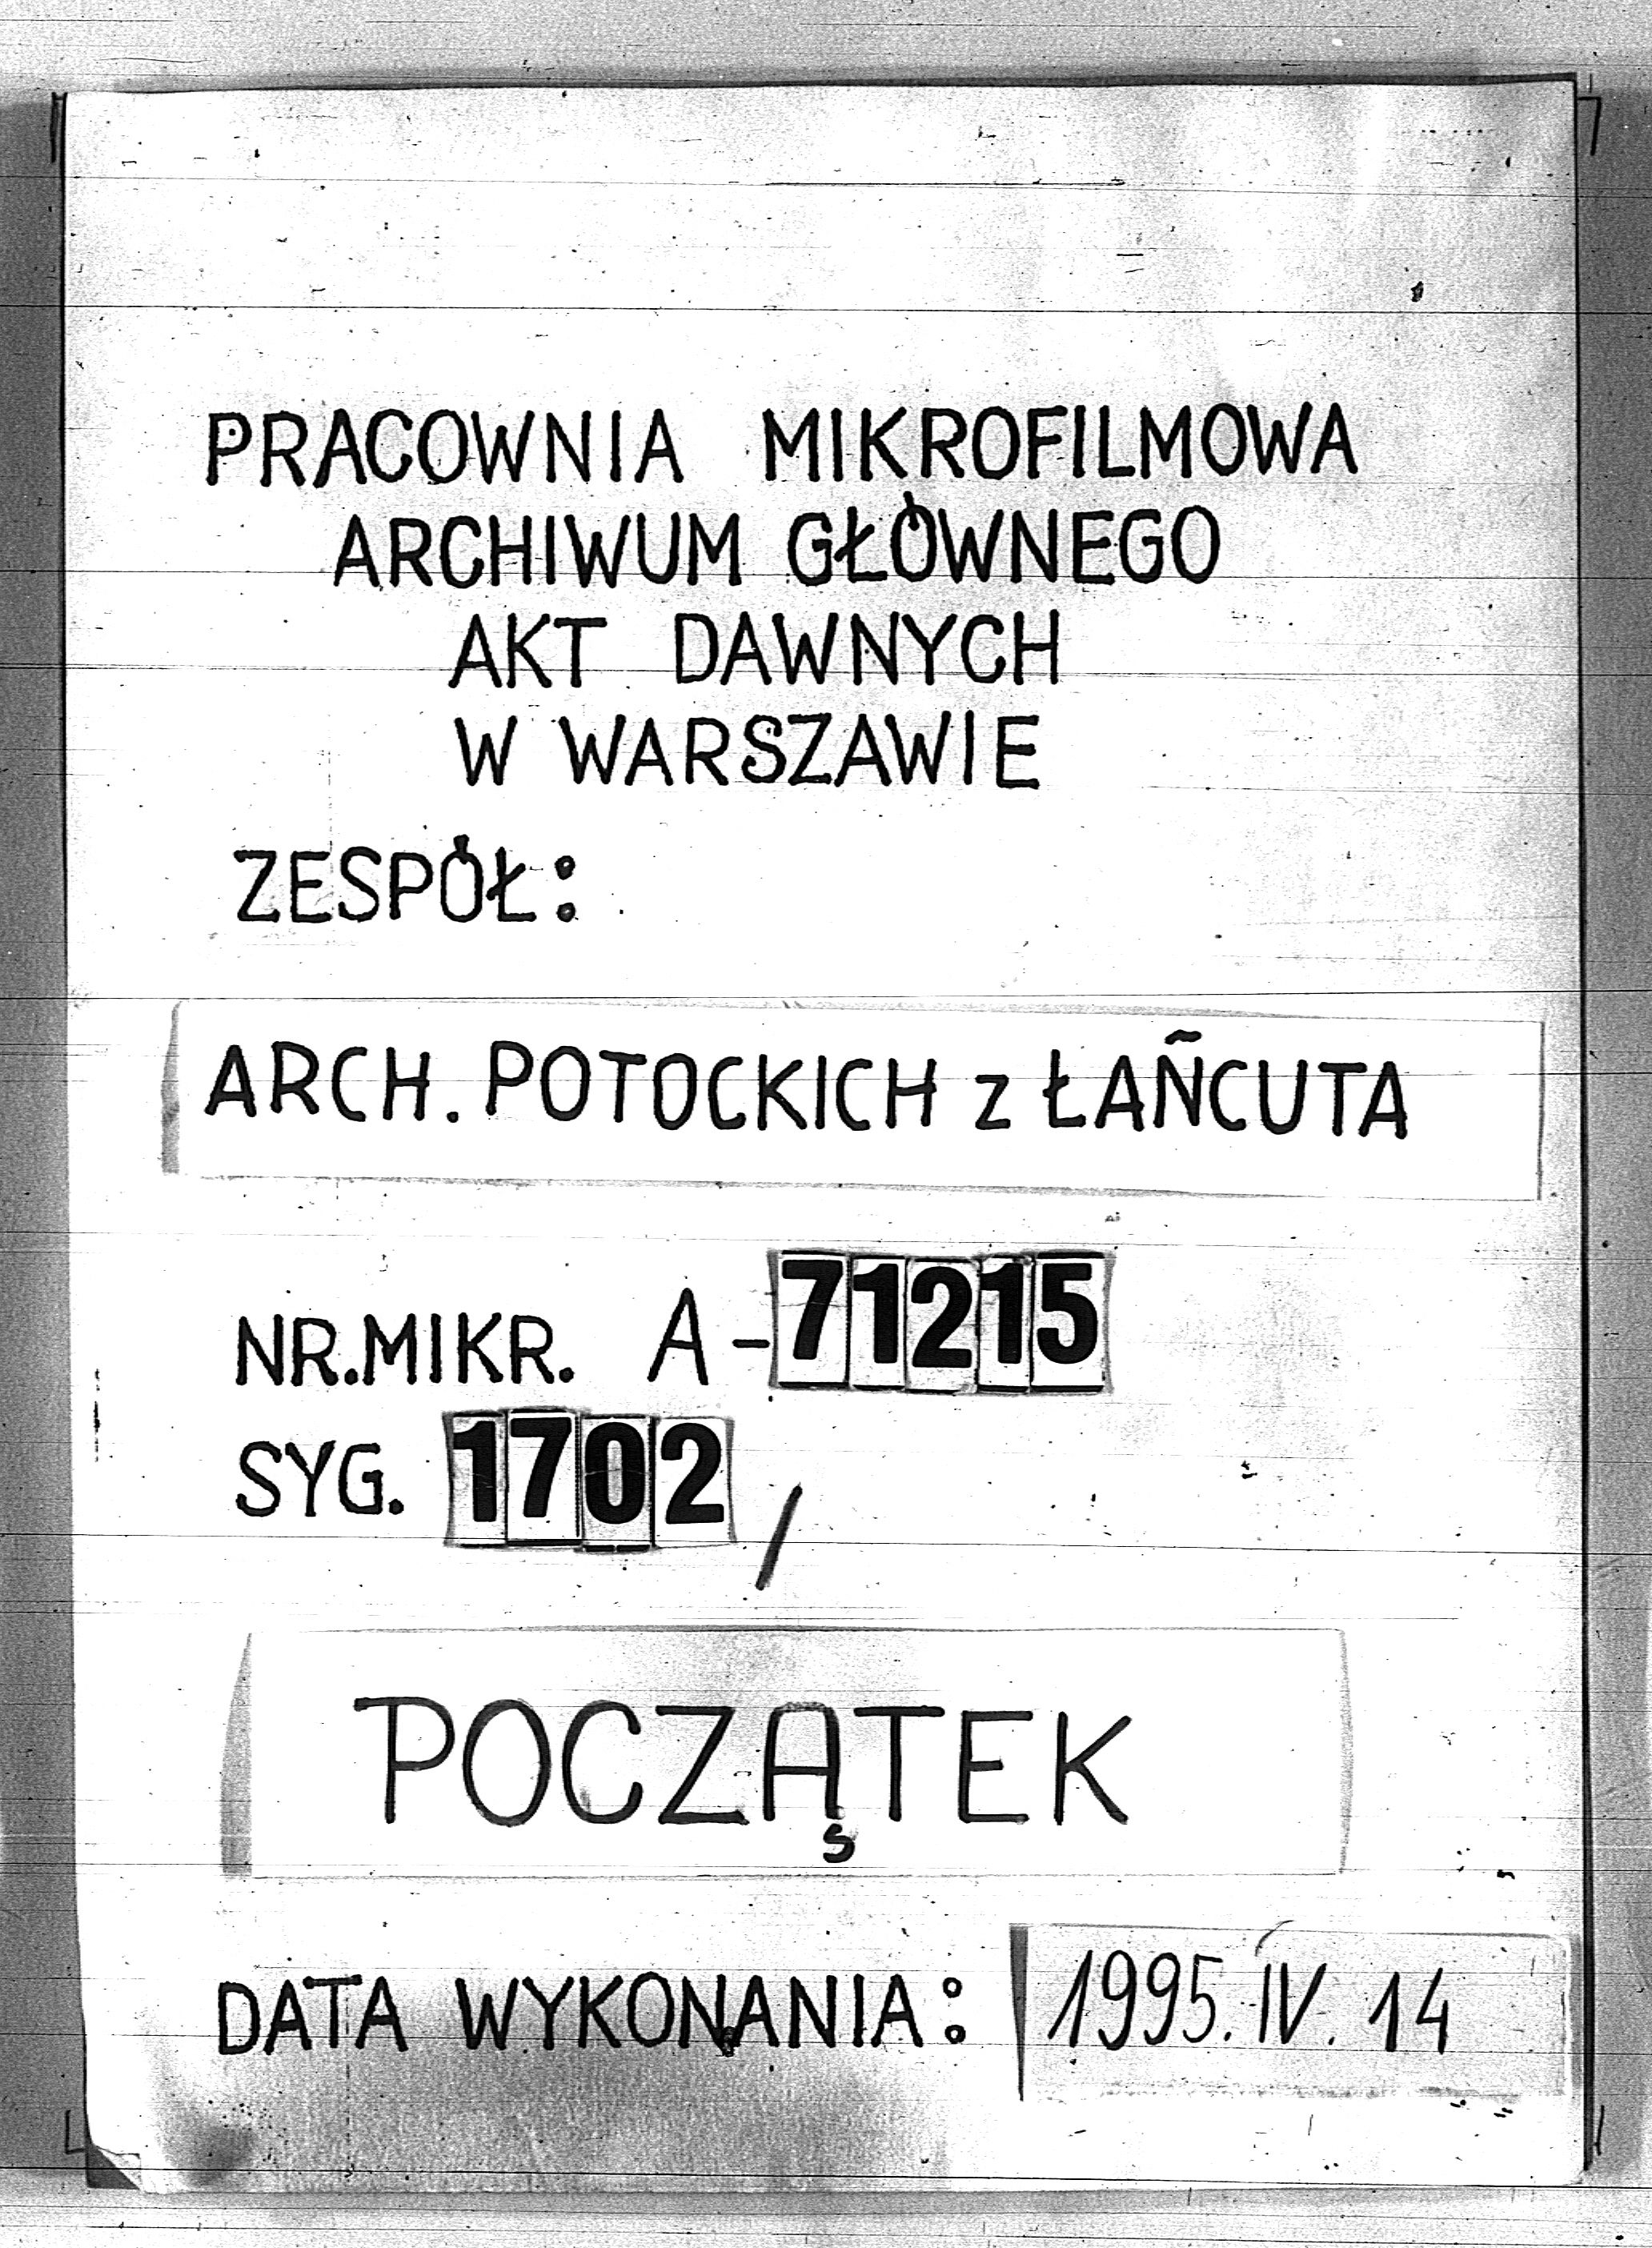 PRACOWNIA MIKROFILMOWA
ARCHIWUM GŁÓWNEGO
AKT DAWNYCH
W WARSZAWIE
ZESPÓŁ:
ARCH. POTOCKICH z ŁAŃCUTA
NR.MIKR. A-71215
SYG. 1702/
POCZĄTEK
DATA WYKONANIA: 1995.IV.14